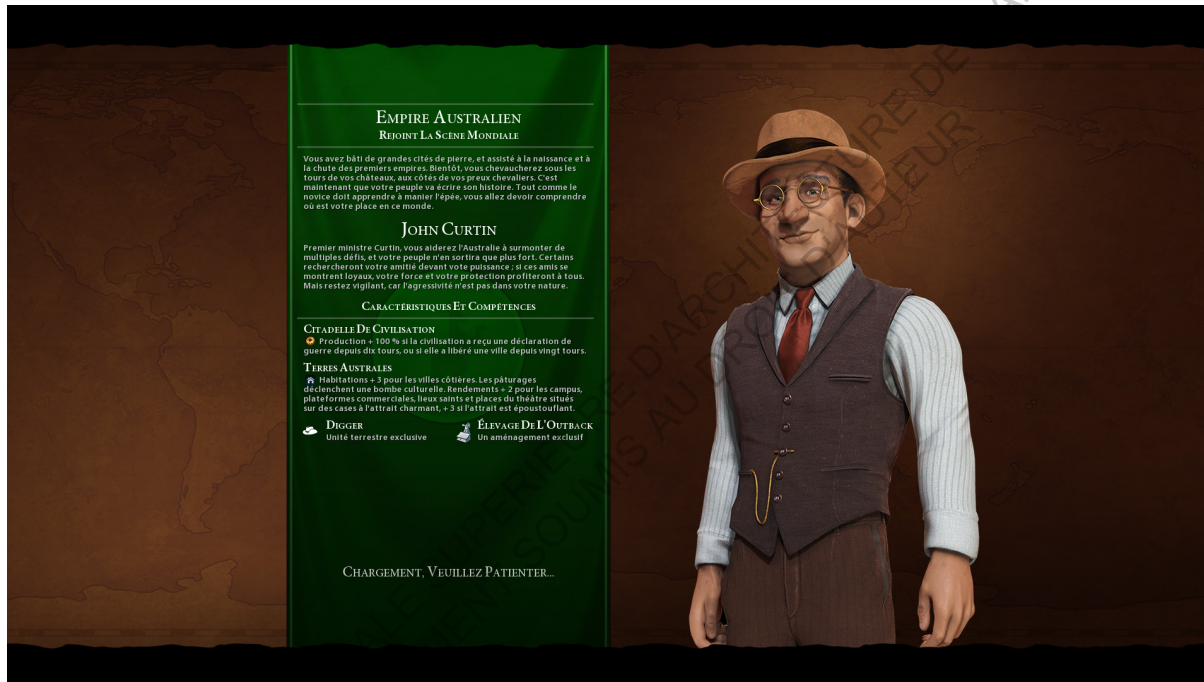 Empire Australien
Rejoint La Scène Mondiale
Vous avez bâti de grandes cités de pierre, et assisté à la naissance et à
la chute des premiers empires. Bientôt, vous chevaucherez sous les
tours de vos châteaux, aux côtés de vos preux chevaliers. C'est
maintenant que votre peuple va écrire son histoire. Tout comme le
novice doit apprendre à manier l'épée, vous allez devoir comprendre
où est votre place en ce monde.
John Curtin
Premier ministre Curtin, vous aiderez l'Australie à surmonter de
multiples défis, et votre peuple n'en sortira que plus fort. Certains
rechercheront votre amitié devant vote puissance ; si ces amis se
montrent loyaux, votre force et votre protection profiteront à tous.
Mais restez vigilant, car l'agressivité n'est pas dans votre nature.
Caractéristiques Et Compétences
Citadelle De Civilisation
Production + 100 % si la civilisation a reçu une déclaration de
guerre depuis dix tours, ou si elle a libéré une ville depuis vingt tours.
Terres Australes
Habitations + 3 pour les villes côtières. Les pâturages
déclenchent une bombe culturelle. Rendements + 2 pour les campus,
plateformes commerciales, lieux saints et places du théâtre situés
sur des cases à l'attrait charmant, + 3 si l'attrait est époustouflant.
Digger
Unité terrestre exclusive
Élevage De L'Outback
Un aménagement exclusif
Chargement, Veuillez Patienter...
ALE SUPERIEURE D'ARCHITECTURE DE
MENT SOUMIS AU DROIT D'AUTEUR